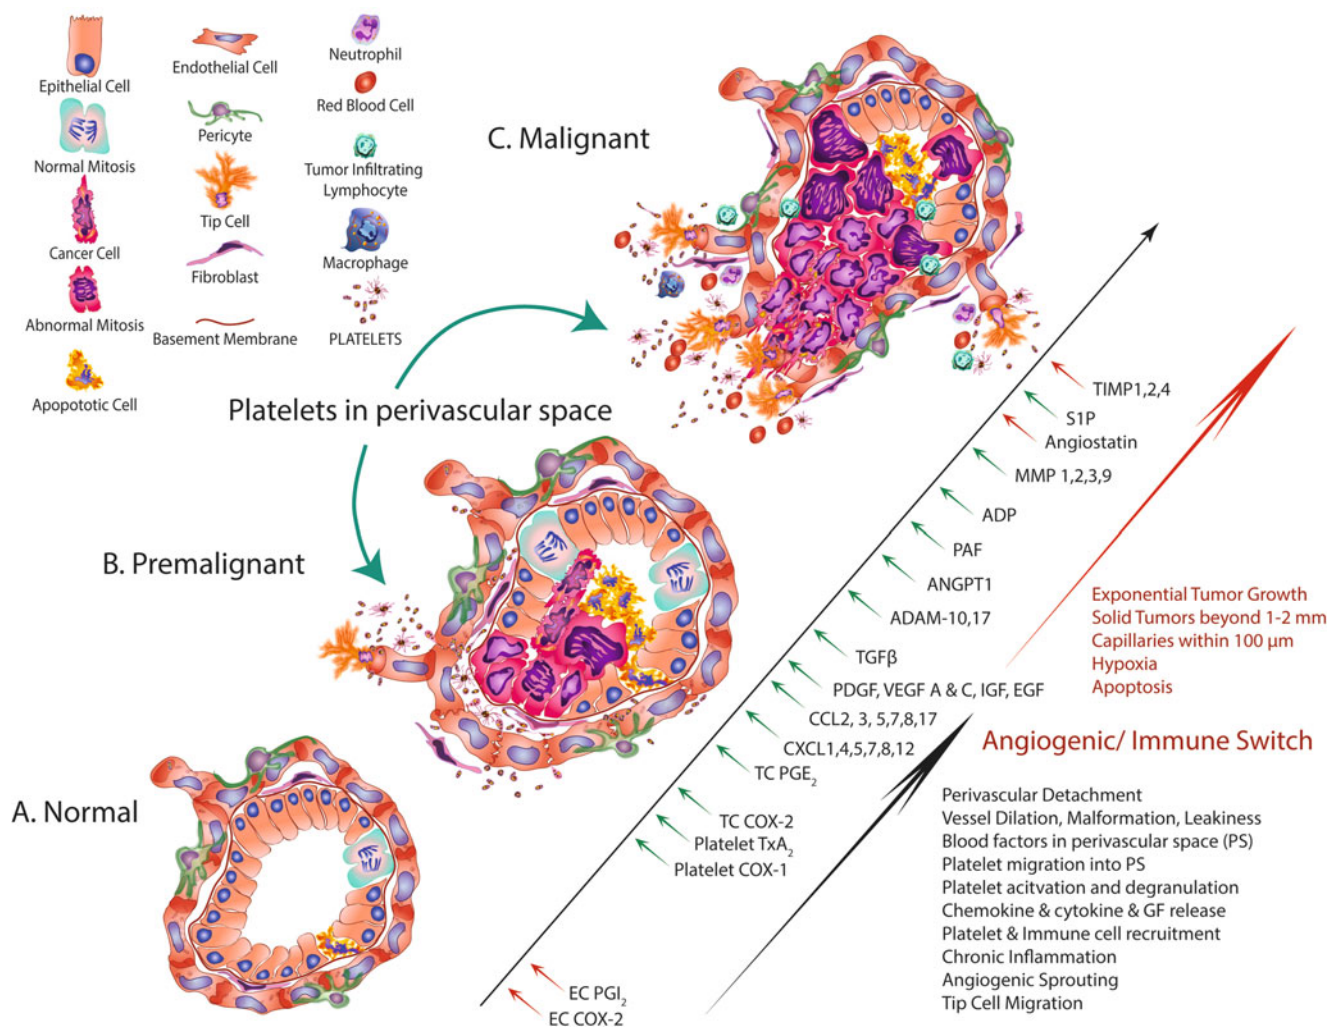 Epithelial Cell
Normal Mitosis
Cancer Cell
Abnormal Mitosis
Apopototic Cell
Endothelial Cell
Pericyte
Tip Cell
Fibroblast
Basement Membrane
Neutrophil
Red Blood Cell
Tumor Infiltrating
Lymphocyte
Macrophage
PLATELETS
C. Malignant
Platelets in perivascular space
B. Premalignant
A. Normal
TIMP1,2,4
S1P
Angiostatin
MMP 1,2,3,9
ADP
PAF
ANGPT1
ADAM-10,17
TGFβ
PDGF, VEGF A & C, IGF, EGF
CCL2, 3, 5,7,8,17
CXCL1,4,5,7,8,12
TC PGE₂
TC COX-2
Platelet TxA₂
Platelet COX-1
EC PGI₂
EC COX-2
Exponential Tumor Growth
Solid Tumors beyond 1-2 mm
Capillaries within 100 μm
Hypoxia
Apoptosis
Angiogenic/ Immune Switch
Perivascular Detachment
Vessel Dilation, Malformation, Leakiness
Blood factors in perivascular space (PS)
Platelet migration into PS
Platelet acitvation and degranulation
Chemokine & cytokine & GF release
Platelet & Immune cell recruitment
Chronic Inflammation
Angiogenic Sprouting
Tip Cell Migration